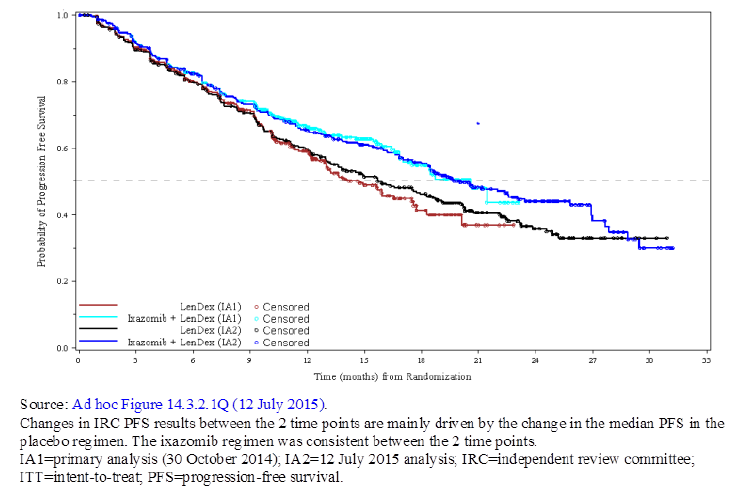 1.0
0.8
0.6
0.4
0.2
0.0
Probability of Progression Free Survival
LenDex (IA1) Censored
Ixazomib + LenDex (IA1) Censored
LenDex (IA2) Censored
Ixazomib + LenDex (IA2) Censored
0 3 6 9 12 15 18 21 24 27 30 33
Time (months) from Randomization
Source: Ad hoc Figure 14.3.2.1Q (12 July 2015).
Changes in IRC PFS results between the 2 time points are mainly driven by the change in the median PFS in the
placebo regimen. The ixazomib regimen was consistent between the 2 time points.
IA1=primary analysis (30 October 2014); IA2=12 July 2015 analysis; IRC=independent review committee;
ITT=intent-to-treat; PFS=progression-free survival.